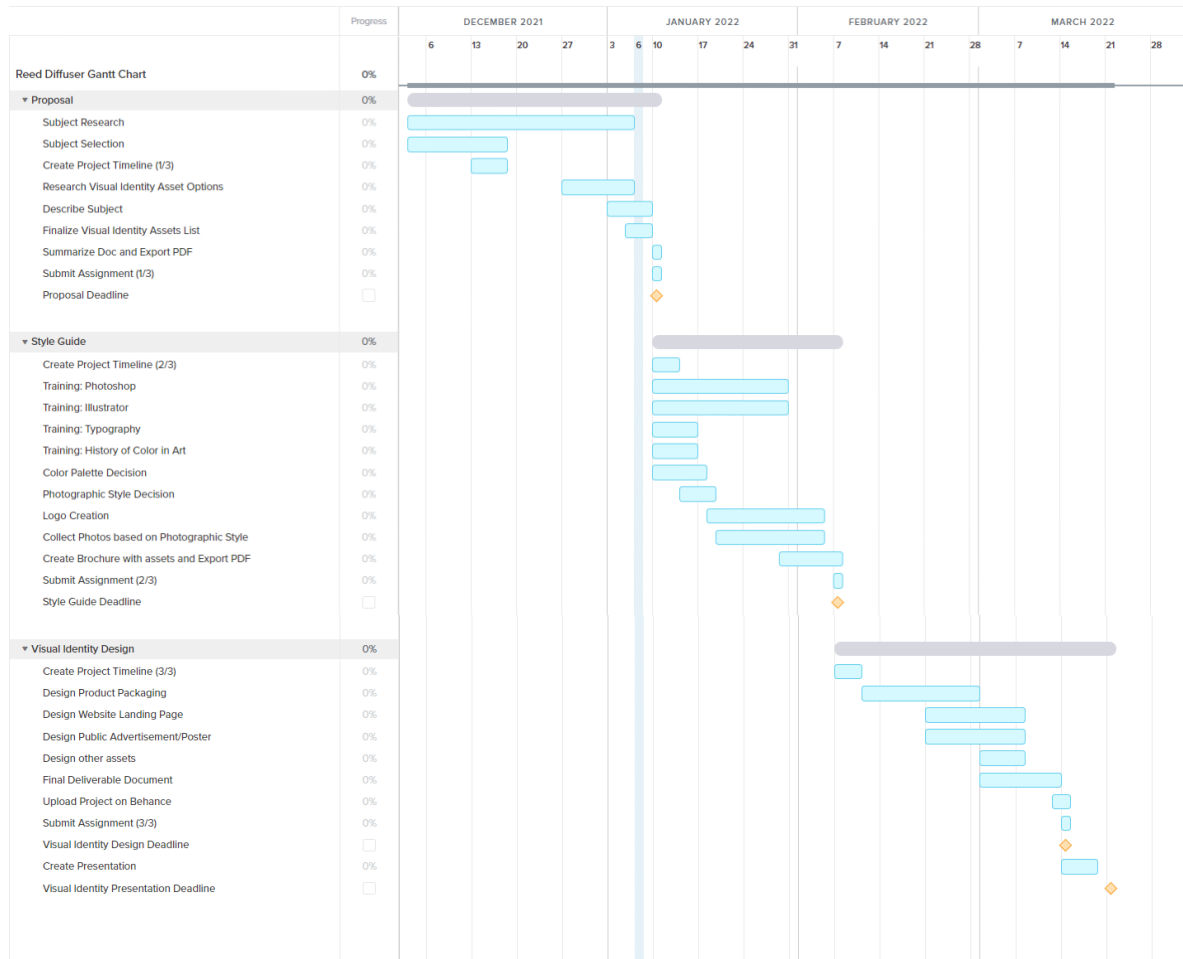 Progress DECEMBER 2021 JANUARY 2022 FEBRUARY 2022 MARCH 2022
6 13 20 27 3 6 10 17 24 31 7 14 21 28 7 14 21 28
Reed Diffuser Gantt Chart 0%
Proposal 0%
Subject Research 0%
Subject Selection 0%
Create Project Timeline (1/3) 0%
Research Visual Identity Asset Options 0%
Describe Subject 0%
Finalize Visual Identity Assets List 0%
Summarize Doc and Export PDF 0%
Submit Assignment (1/3) 0%
Proposal Deadline
Style Guide 0%
Create Project Timeline (2/3) 0%
Training: Photoshop 0%
Training: Illustrator 0%
Training: Typography 0%
Training: History of Color in Art 0%
Color Palette Decision 0%
Photographic Style Decision 0%
Logo Creation 0%
Collect Photos based on Photographic Style 0%
Create Brochure with assets and Export PDF 0%
Submit Assignment (2/3) 0%
Style Guide Deadline
Visual Identity Design 0%
Create Project Timeline (3/3) 0%
Design Product Packaging 0%
Design Website Landing Page 0%
Design Public Advertisement/Poster 0%
Design other assets 0%
Final Deliverable Document 0%
Upload Project on Behance 0%
Submit Assignment (3/3) 0%
Visual Identity Design Deadline
Create Presentation 0%
Visual Identity Presentation Deadline